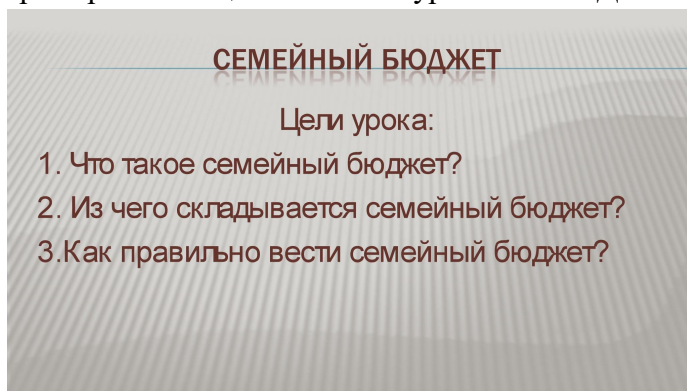 СЕМЕЙНЫЙ БЮДЖЕТ
Цели урока:
1. Что такое семейный бюджет?
2. Из чего складывается семейный бюджет?
3.Как правильно вести семейный бюджет?